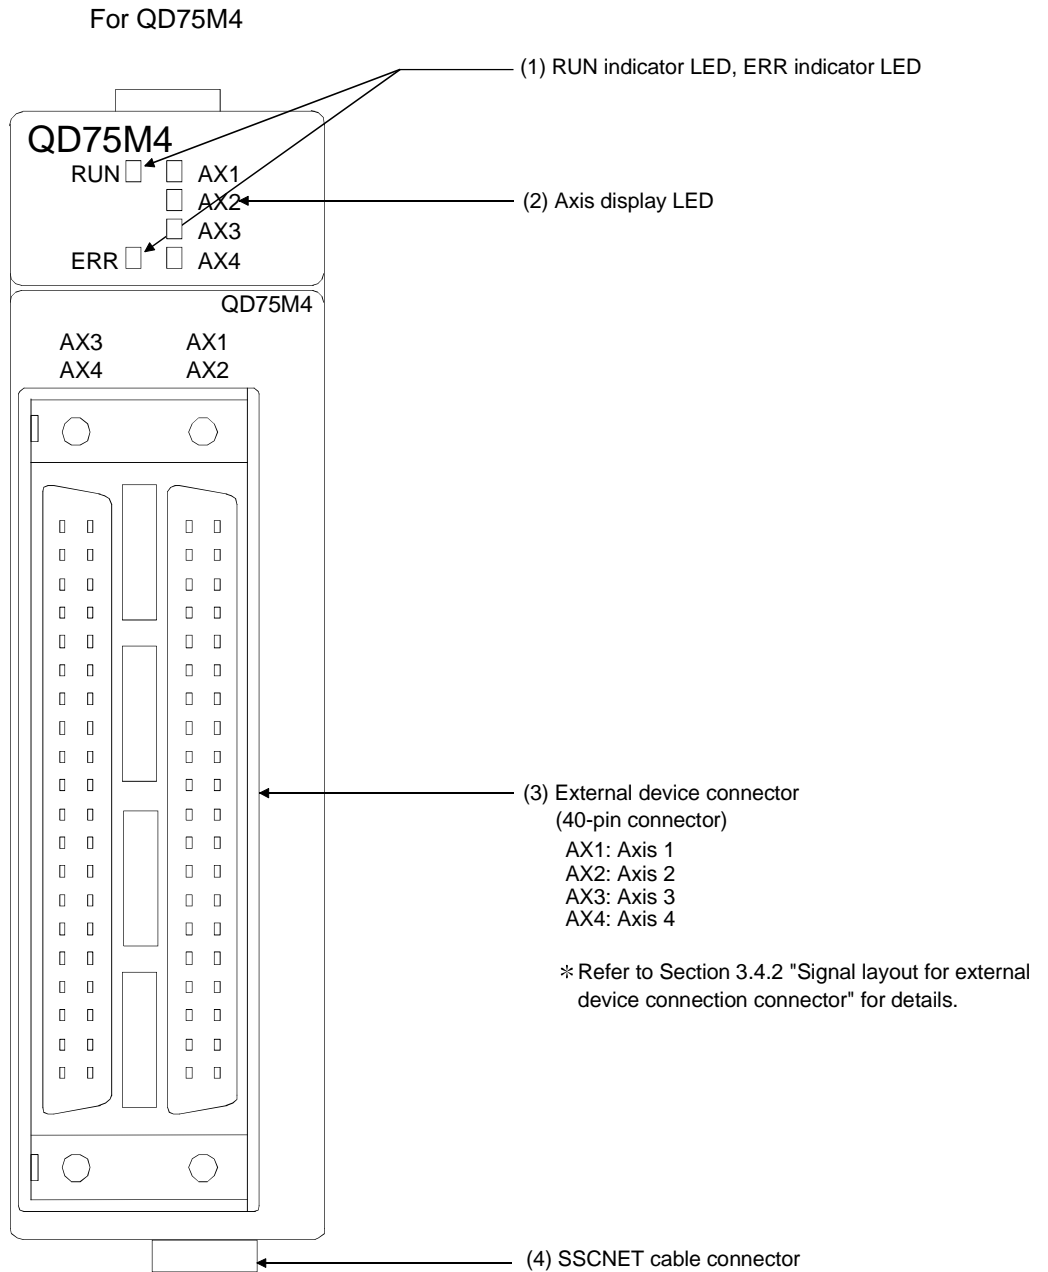 For QD75M4
(1) RUN indicator LED, ERR indicator LED
QD75M4
RUN AX1
AX2
(2) Axis display LED
AX3
ERR AX4
QD75M4
AX3 AX1
AX4 AX2
(3) External device connector
(40-pin connector)
AX1: Axis 1
AX2: Axis 2
AX3: Axis 3
AX4: Axis 4
＊Refer to Section 3.4.2 "Signal layout for external
device connection connector" for details.
(4) SSCNET cable connector